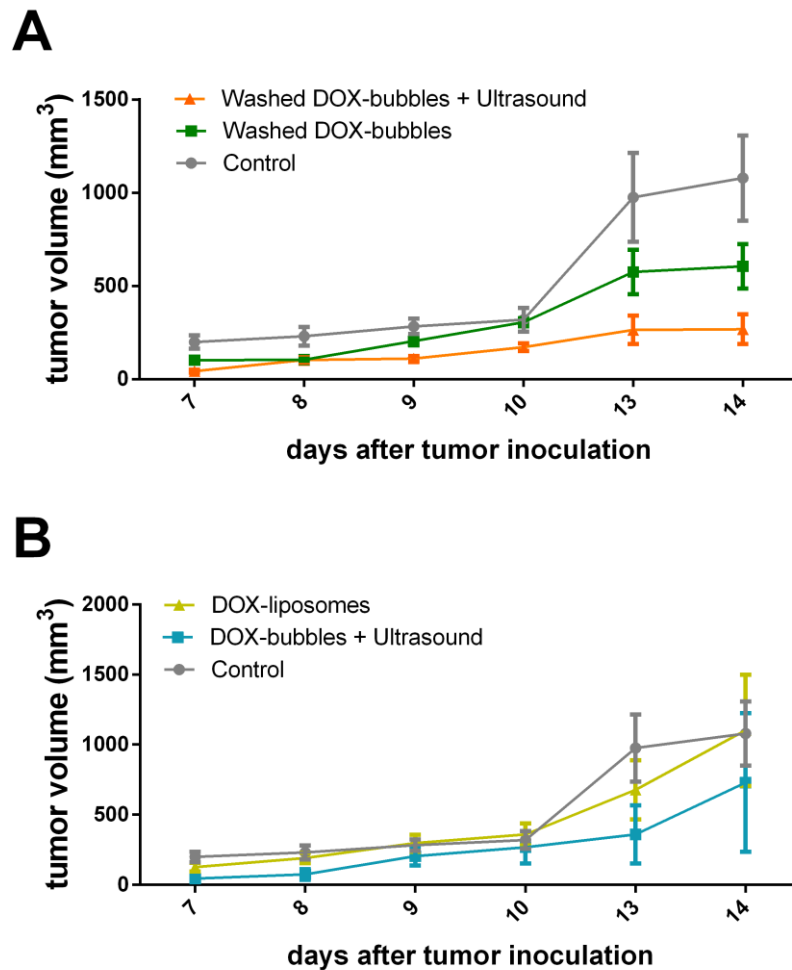 A
Washed DOX-bubbles + Ultrasound
Washed DOX-bubbles
Control
tumor volume (mm³)
1500
1000
500
0
7 8 9 10 13 14
days after tumor inoculation
B
DOX-liposomes
DOX-bubbles + Ultrasound
Control
tumor volume (mm³)
2000
1500
1000
500
0
7 8 9 10 13 14
days after tumor inoculation